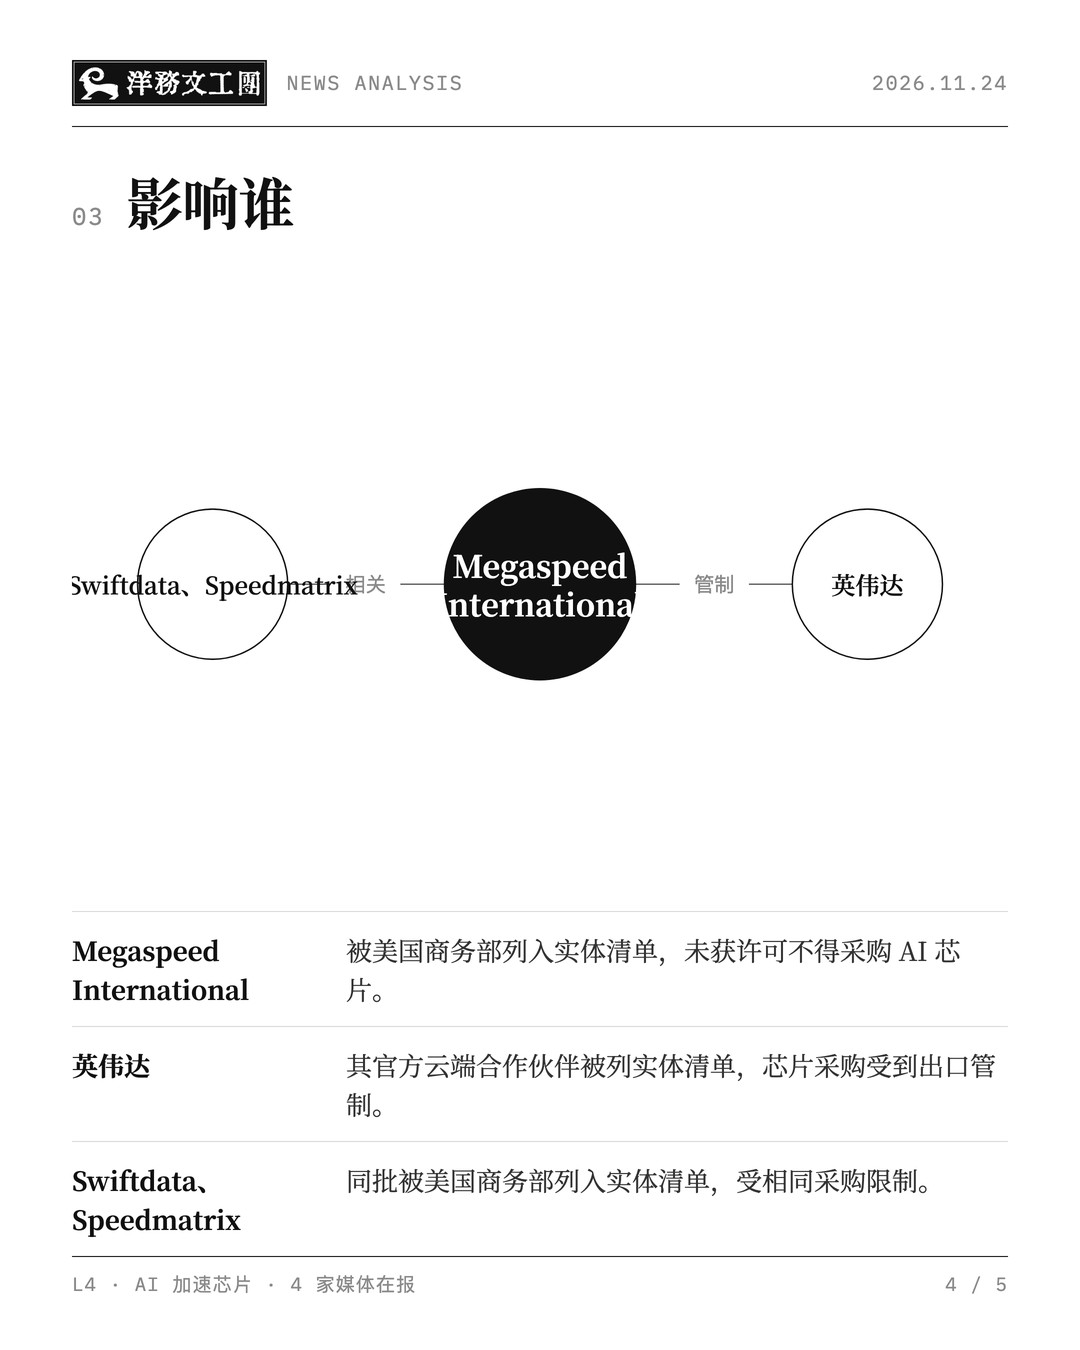 洋務文工團 NEWS ANALYSIS 2026.11.24
03 影响谁
Swiftdata、Speedmatrix
相关
Megaspeed
International
管制
英伟达
Megaspeed International
被美国商务部列入实体清单，未获许可不得采购 AI 芯
片。
英伟达
其官方云端合作伙伴被列实体清单，芯片采购受到出口管
制。
Swiftdata、
Speedmatrix
同批被美国商务部列入实体清单，受相同采购限制。
L4 · AI 加速芯片 · 4 家媒体在报 4 / 5